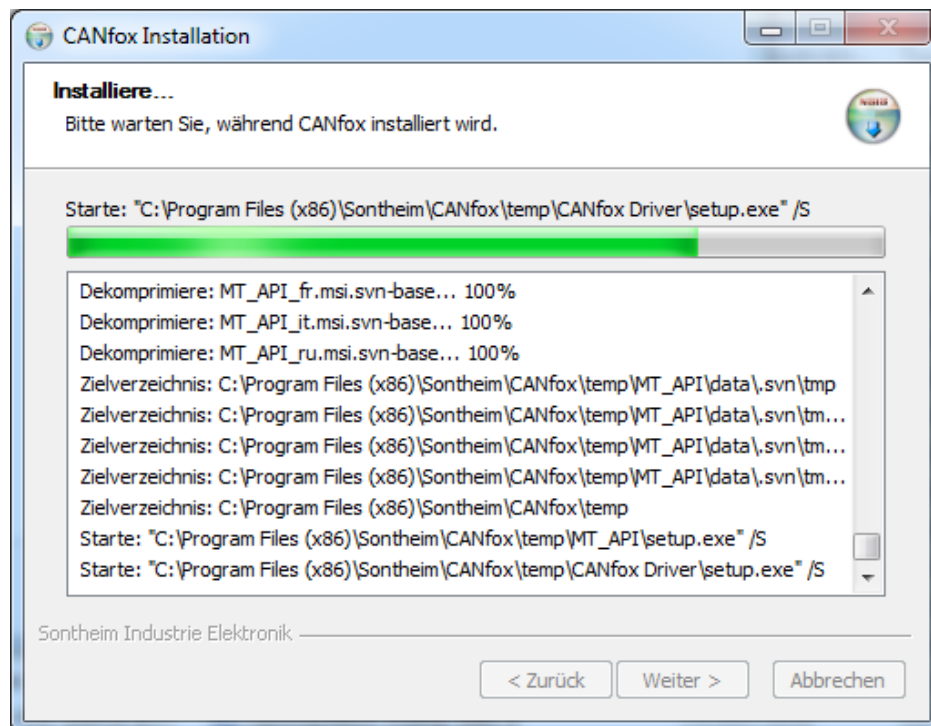 CANfox Installation
Installiere...
Bitte warten Sie, während CANfox installiert wird.
Starte: "C:\Program Files (x86)\Sontheim\CANfox\temp\CANfox Driver\setup.exe" /S
Dekomprimiere: MT_API_fr.msi.svn-base... 100%
Dekomprimiere: MT_API_it.msi.svn-base... 100%
Dekomprimiere: MT_API_ru.msi.svn-base... 100%
Zielverzeichnis: C:\Program Files (x86)\Sontheim\CANfox\temp\MT_API\data\.svn\tmp
Zielverzeichnis: C:\Program Files (x86)\Sontheim\CANfox\temp\MT_API\data\.svn\tm...
Zielverzeichnis: C:\Program Files (x86)\Sontheim\CANfox\temp\MT_API\data\.svn\tm...
Zielverzeichnis: C:\Program Files (x86)\Sontheim\CANfox\temp\MT_API\data\.svn\tm...
Zielverzeichnis: C:\Program Files (x86)\Sontheim\CANfox\temp
Starte: "C:\Program Files (x86)\Sontheim\CANfox\temp\MT_API\setup.exe" /S
Starte: "C:\Program Files (x86)\Sontheim\CANfox\temp\CANfox Driver\setup.exe" /S
Sontheim Industrie Elektronik
< Zurück
Weiter >
Abbrechen